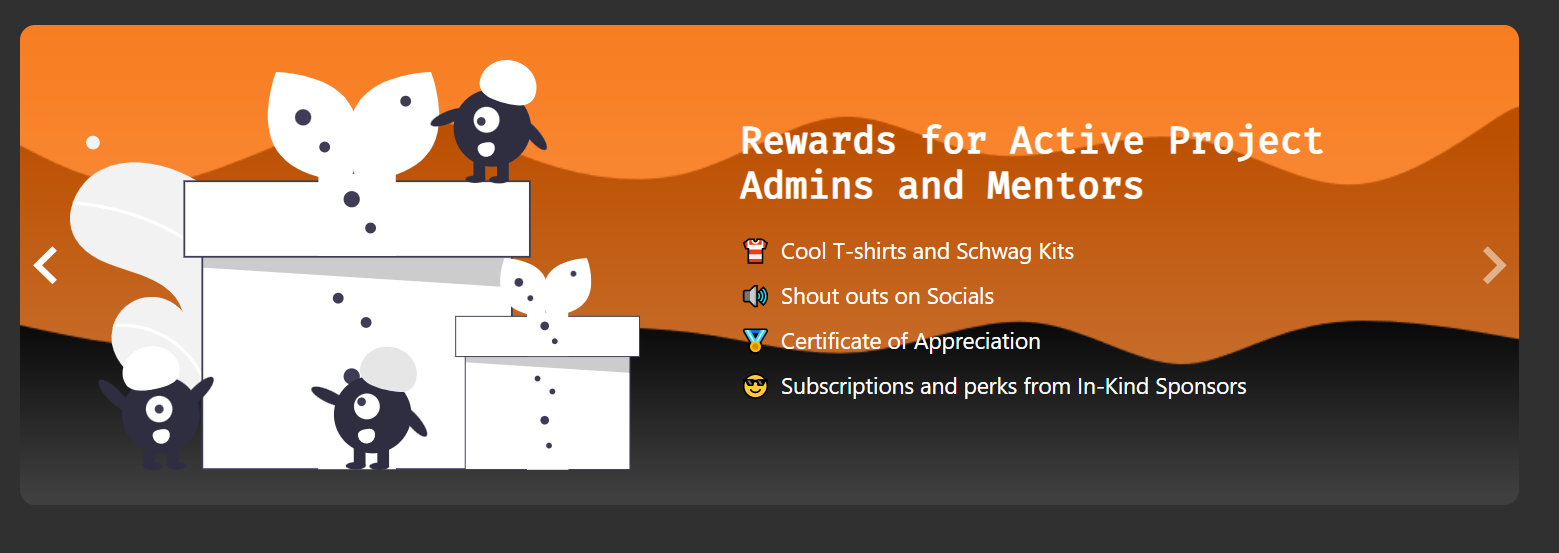 Rewards for Active Project
Admins and Mentors
Cool T-shirts and Schwag Kits
Shout outs on Socials
Certificate of Appreciation
Subscriptions and perks from In-Kind Sponsors